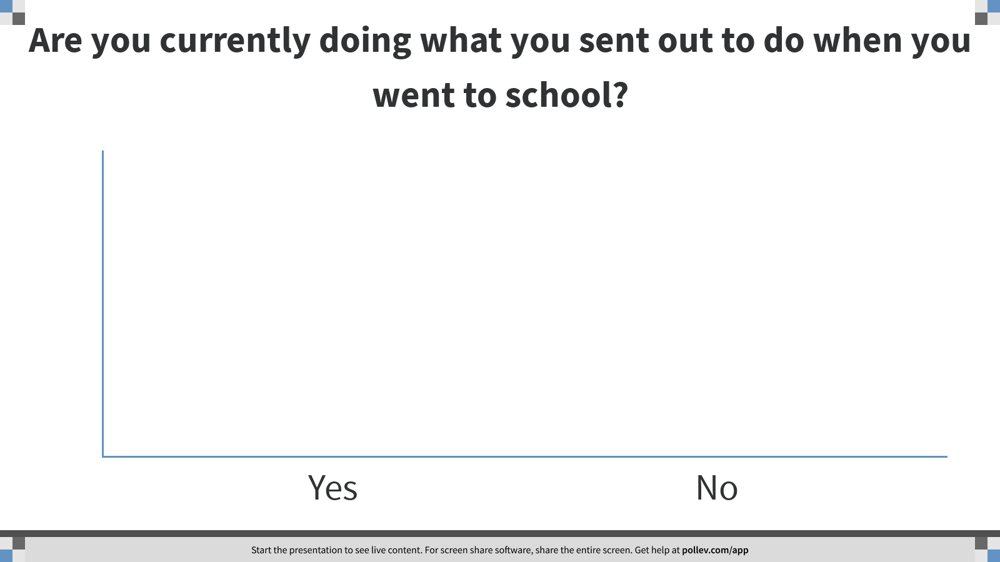 Are you currently doing what you sent out to do when you
went to school?
Yes
No
Start the presentation to see live content. For screen share software, share the entire screen. Get help at pollev.com/app